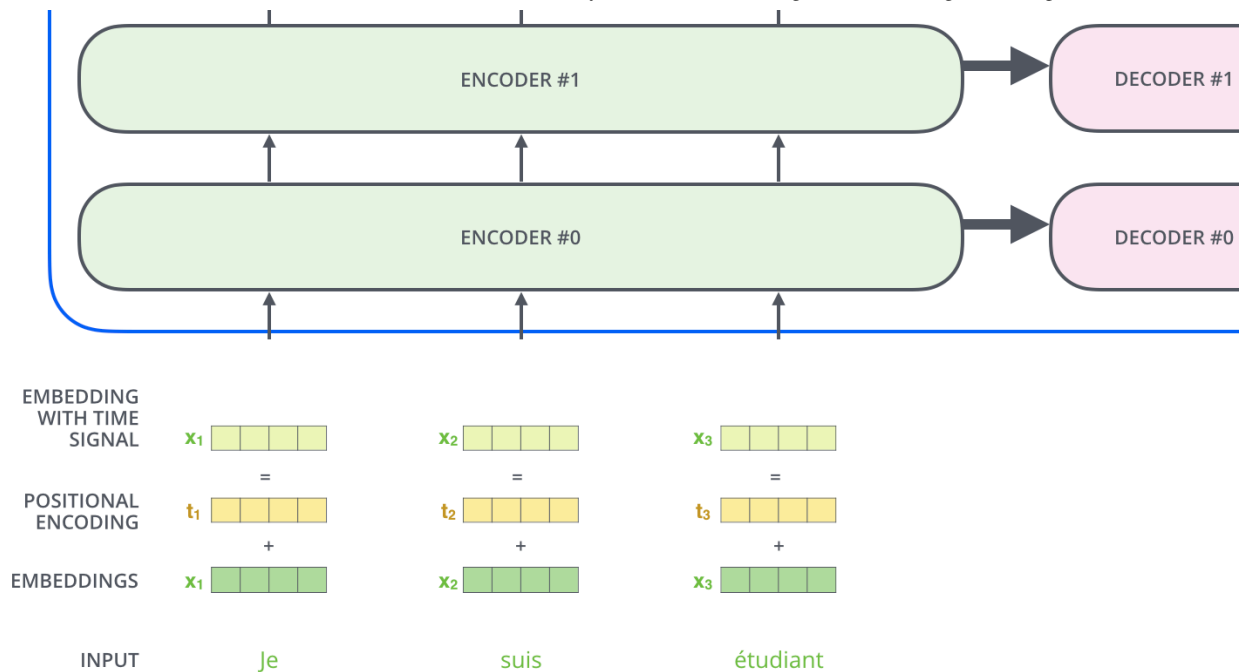 ENCODER #1
DECODER #1
ENCODER #0
DECODER #0
EMBEDDING
WITH TIME
SIGNAL
x₁
x₂
x₃
=
=
=
POSITIONAL
ENCODING
t₁
t₂
t₃
+
+
+
EMBEDDINGS
x₁
x₂
x₃
INPUT
Je
suis
étudiant